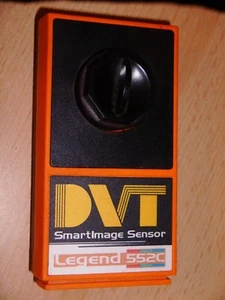 DVT
SmartImage Sensor
Legend 552C